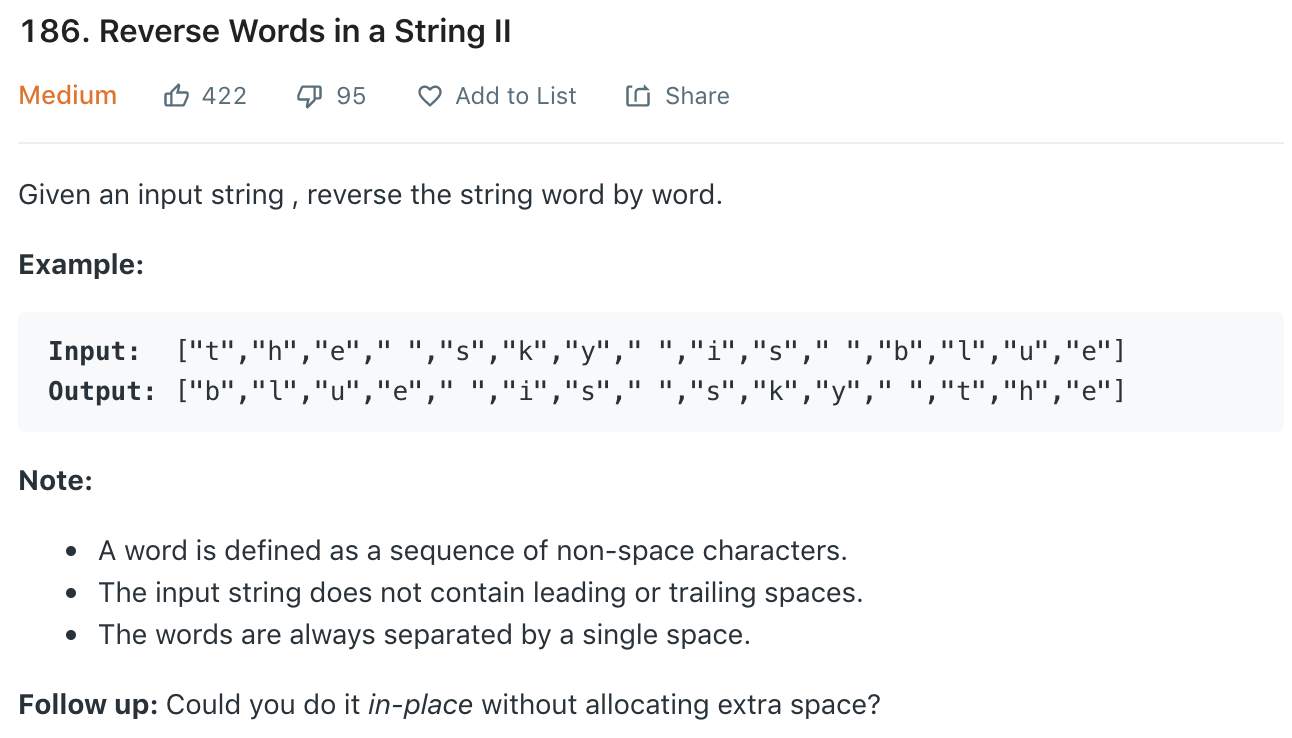 186. Reverse Words in a String II
Medium 422 95 Add to List Share
Given an input string , reverse the string word by word.
Example:
Input:  ["t","h","e"," ","s","k","y"," ","i","s"," ","b","l","u","e"]
Output: ["b","l","u","e"," ","i","s"," ","s","k","y"," ","t","h","e"]
Note:
• A word is defined as a sequence of non-space characters.
• The input string does not contain leading or trailing spaces.
• The words are always separated by a single space.
Follow up: Could you do it in-place without allocating extra space?